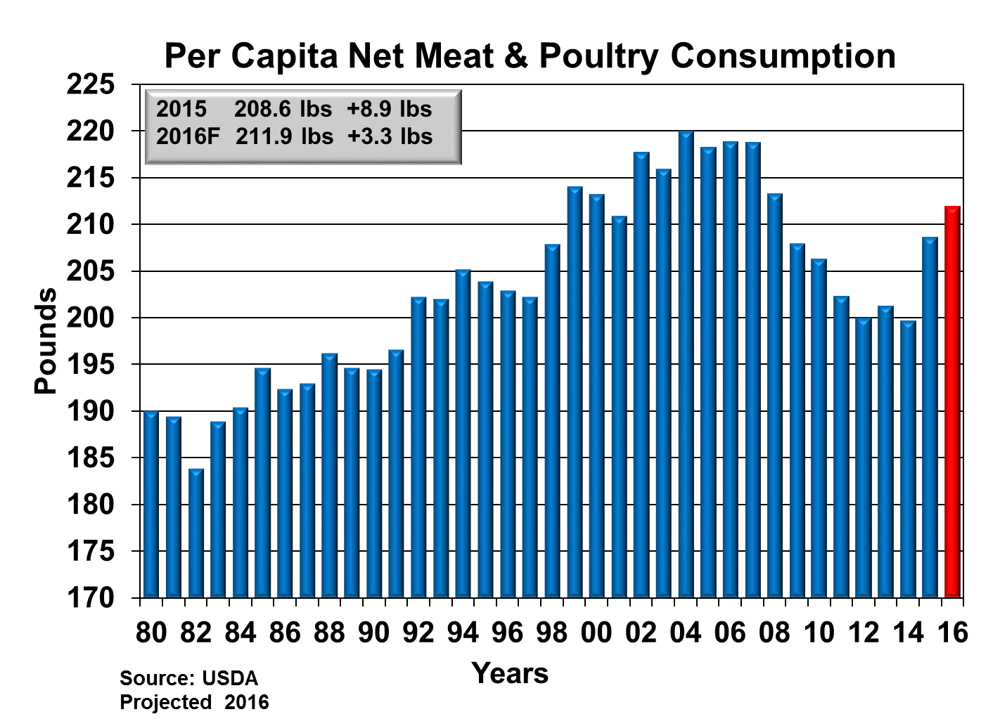 Per Capita Net Meat & Poultry Consumption
225
220
215
210
205
200
195
190
185
180
175
170
Pounds
2015 208.6 lbs +8.9 lbs
2016F 211.9 lbs +3.3 lbs
80 82 84 86 88 90 92 94 96 98 00 02 04 06 08 10 12 14 16
Years
Source: USDA
Projected 2016